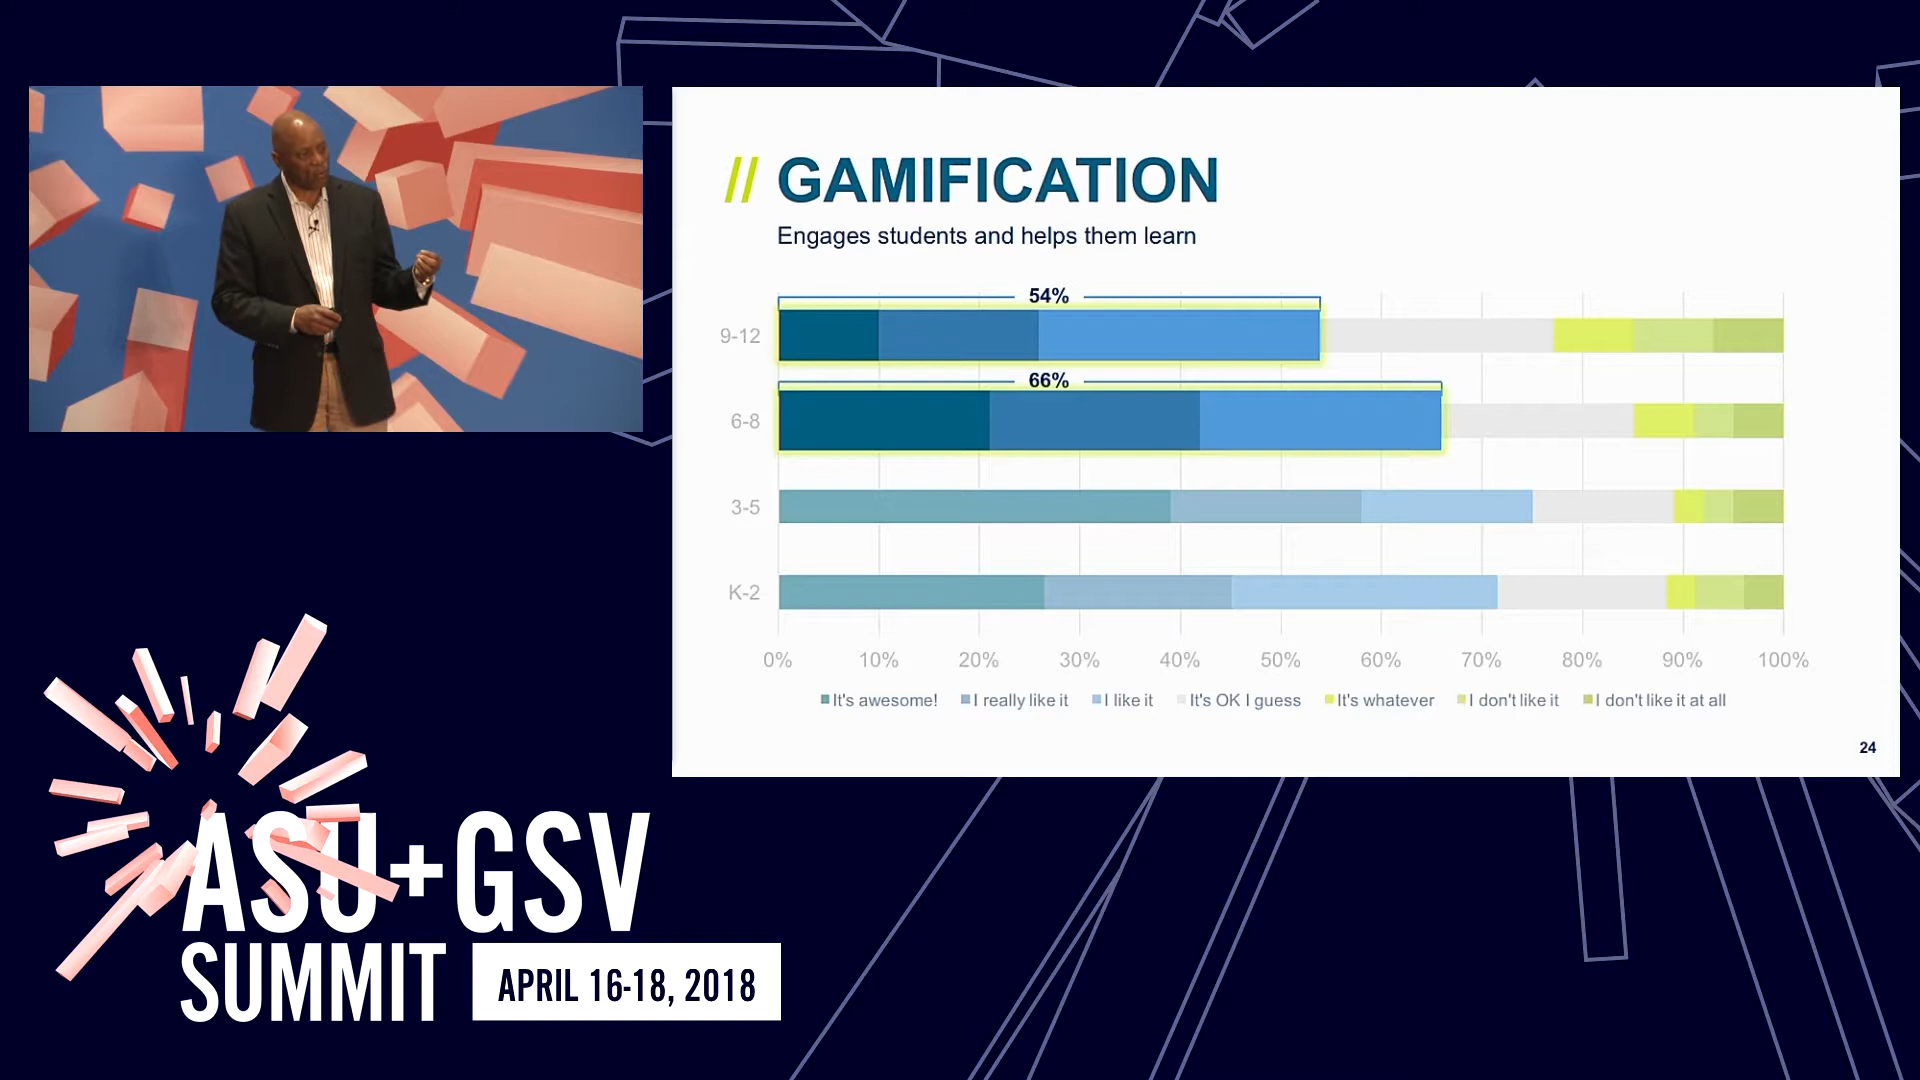 // GAMIFICATION
Engages students and helps them learn
54%
9-12
66%
6-8
3-5
K-2
0% 10% 20% 30% 40% 50% 60% 70% 80% 90% 100%
It's awesome! I really like it I like it It's OK I guess It's whatever I don't like it I don't like it at all
24
ASU+GSV
SUMMIT APRIL 16-18, 2018